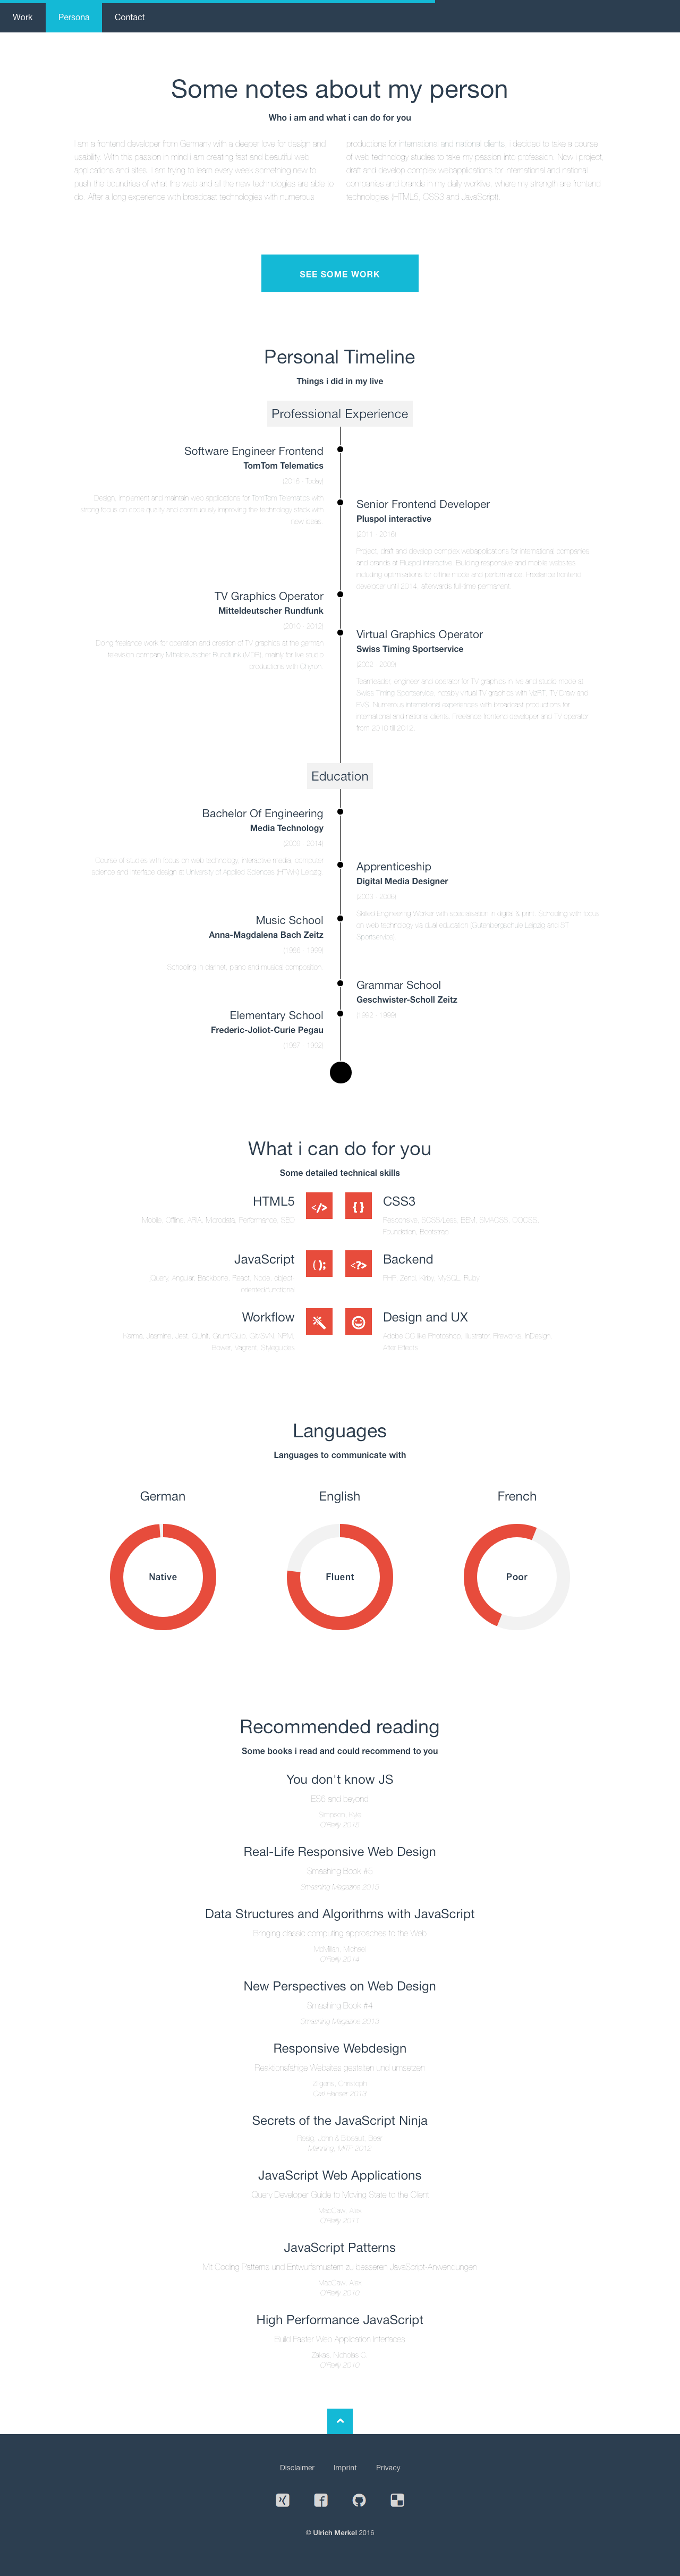 Work Persona Contact
Some notes about my person
Who i am and what i can do for you
I am a frontend developer from Germany with a deeper love for design and
usability. With this passion in mind i am creating fast and beautiful web
applications and sites. I am trying to learn every week something new to
push the boundries of what the web and all the new technologies are able to
do. After a long experience with broadcast technologies with numerous
productions for international and national clients, i decided to take a course
of web technology studies to take my passion into profession. Now i project,
draft and develop complex webapplications for international and national
companies and brands in my daily worklive, where my strength are frontend
technologies (HTML5, CSS3 and JavaScript).
SEE SOME WORK
Personal Timeline
Things i did in my live
Professional Experience
Software Engineer Frontend
TomTom Telematics
(2016 - Today)
Design, implement and maintain web applications for TomTom Telematics with
strong focus on code quality and continuously improving the technology stack with
new ideas.
Senior Frontend Developer
Pluspol interactive
(2011 - 2016)
Project, draft and develop complex webapplications for international companies
and brands at Pluspol interactive. Building responsive and mobile websites
including optimisations for offline mode and performance. Freelance frontend
developer until 2014, afterwards full time permanent.
TV Graphics Operator
Mitteldeutscher Rundfunk
(2010 - 2012)
Doing freelance work for operation and creation of TV graphics at the german
television company Mitteldeutscher Rundfunk (MDR), mainly for live studio
productions with Chyron.
Virtual Graphics Operator
Swiss Timing Sportservice
(2002 - 2009)
Teamleader, engineer and operator for TV graphics in live and studio mode at
Swiss Timing Sportservice, notably virtual TV graphics with VizRT, TV Draw and
EVS. Numerous international experiences with broadcast productions for
international and national clients. Freelance frontend developer and TV operator
from 2010 till 2012.
Education
Bachelor Of Engineering
Media Technology
(2009 - 2014)
Course of studies with focus on web technology, interactive media, computer
science and interface design at University of Applied Sciences (HTWK) Leipzig.
Apprenticeship
Digital Media Designer
(2003 - 2006)
Skilled Engineering Worker with specialization in digital & print. Schooling with focus
on web technology via dual education (Gutenbergschule Leipzig and ST
Sportservice).
Music School
Anna-Magdalena Bach Zeitz
Schooling in clarinet, piano and musical composition.
Grammar School
Geschwister-Scholl Zeitz
(1992 - 1999)
Elementary School
Frederic-Joliot-Curie Pegau
(1987 - 1992)
What i can do for you
Some detailed technical skills
HTML5
</>
Mobile, Offline, ARIA, Microdata, Performance, SEO
{ }
CSS3
Responsive, SCSS/Less, BEM, SMACSS, OOCSS,
Foundation, Bootstrap
JavaScript
( );
jQuery, Angular, Backbone, React, Node, object-
oriented/functional
<?>
Backend
PHP, Zend, Kirby, MySQL, Ruby
Workflow
Karma, Jasmine, Jest, QUnit, Grunt/Gulp, Git/SVN, NPM,
Bower, Vagrant, Styleguides
Design and UX
Adobe CC like Photoshop, Illustrator, Fireworks, InDesign,
After Effects
Languages
Languages to communicate with
German English French
Native Fluent Poor
Recommended reading
Some books i read and could recommend to you
You don't know JS
ES6 and beyond
Simpson, Kyle
O'Reilly 2015
Real-Life Responsive Web Design
Smashing Book #5
Smashing Magazine 2015
Data Structures and Algorithms with JavaScript
Bringing classic computing approaches to the Web
McMillan, Michael
O'Reilly 2014
New Perspectives on Web Design
Smashing Book #4
Smashing Magazine 2013
Responsive Webdesign
Reaktionsfähige Websites gestalten und umsetzen
Zillgens, Christoph
Carl Hanser 2013
Secrets of the JavaScript Ninja
Resig, John & Bibeault, Bear
Manning, MITP 2012
JavaScript Web Applications
jQuery Developer Guide to Moving State to the Client
MacCaw, Alex
O'Reilly 2011
JavaScript Patterns
Mit Coding-Patterns und Entwurfsmustern zu besseren JavaScript-Anwendungen
MacCaw, Alex
O'Reilly 2010
High Performance JavaScript
Build Faster Web Application Interfaces
Zakas, Nicholas C.
O'Reilly 2010
Disclaimer Imprint Privacy
© Ulrich Merkel 2016